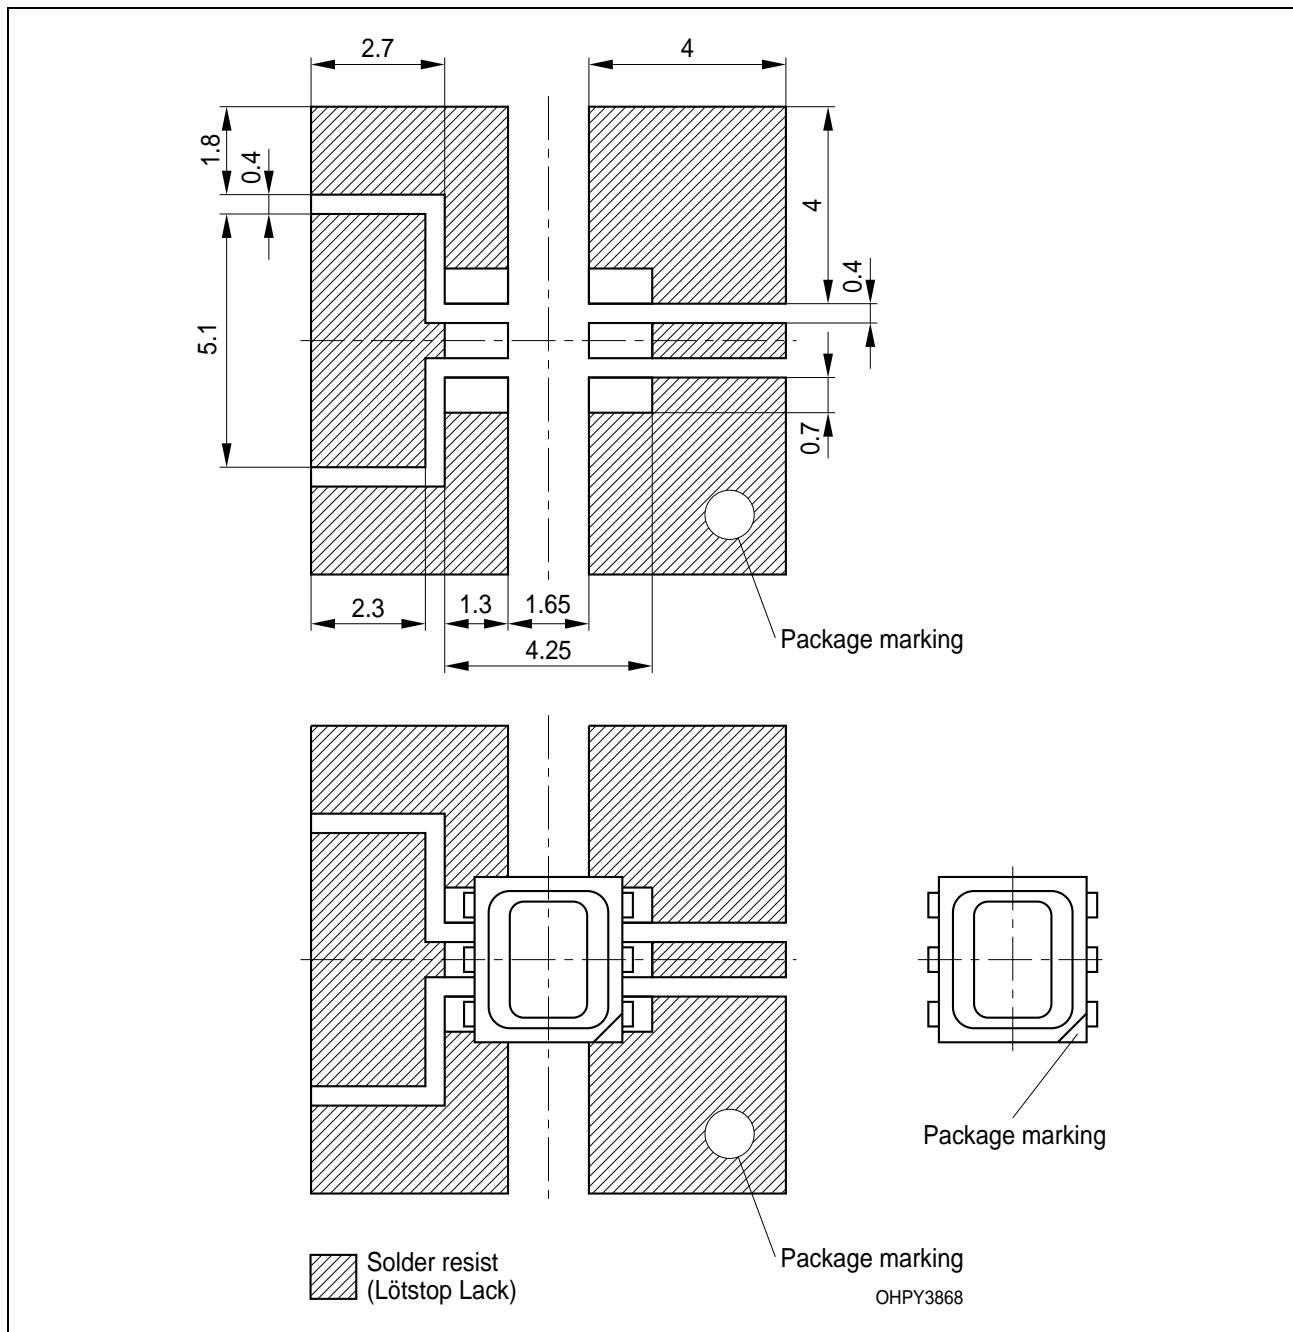 2.7
4
1.8
0.4
4
0.4
5.1
0.7
2.3
1.3
1.65
4.25
Package marking
Package marking
Package marking
Solder resist
(Lötstop Lack)
OHPY3868